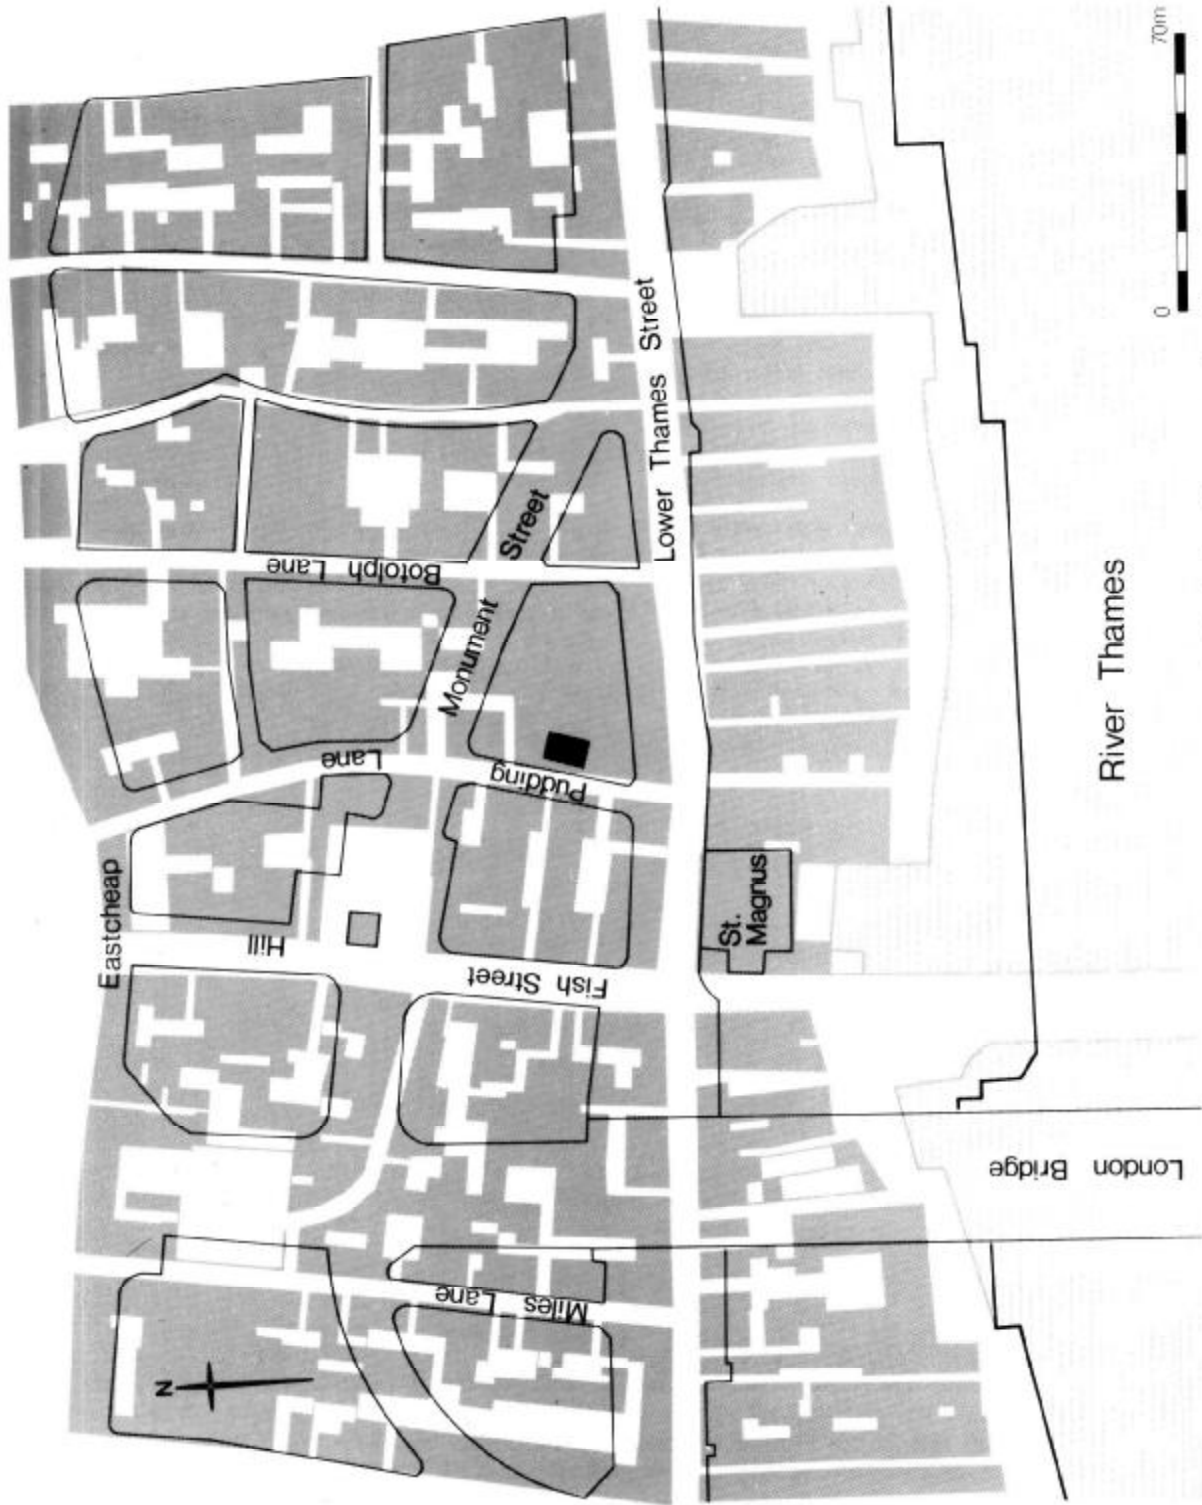 Eastcheap
Hill
Fish Street
Pudding
Lane
Botolph Lane
Monument
Street
Lower Thames Street
St.
Magnus
Miles Lane
N
London Bridge
River Thames
0
70m